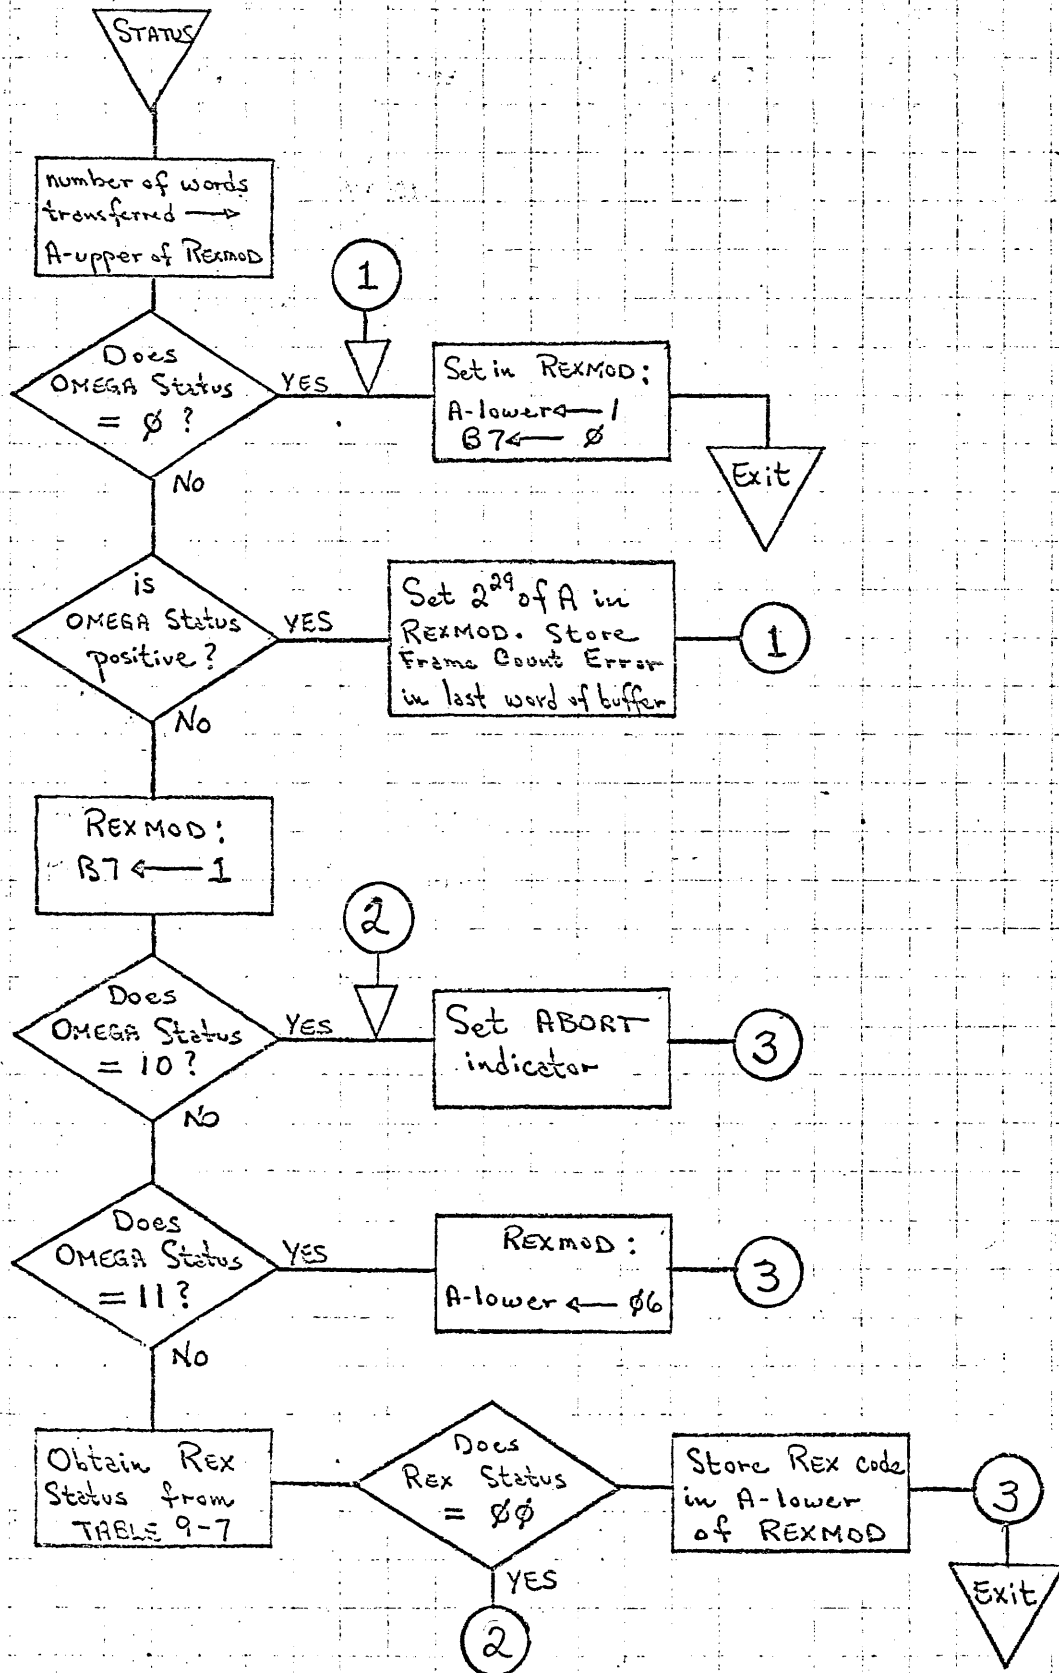 STATUS
number of words
transferred →
A-upper of REXMOD
1
Does
OMEGA Status
= Ø ?
YES
Set in REXMOD:
A-lower ← 1
B7 ← Ø
Exit
No
is
OMEGA Status
positive?
YES
Set 2²⁹ of A in
REXMOD. Store
Frame Count Error
in last word of buffer
1
No
REXMOD:
B7 ← 1
2
Does
OMEGA Status
= 10?
YES
Set ABORT
indicator
3
NO
Does
OMEGA Status
= 11?
YES
REXMOD:
A-lower ← Ø6
3
No
Obtain REX
Status from
TABLE 9-7
Does
REX Status
= ØØ
Store REX code
in A-lower
of REXMOD
3
YES
2
Exit